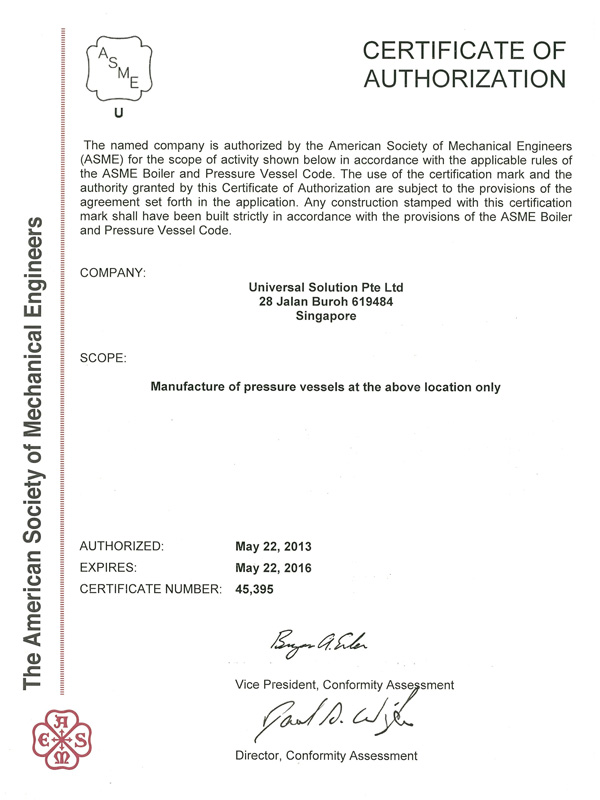 ASME
U
CERTIFICATE OF
AUTHORIZATION
The named company is authorized by the American Society of Mechanical Engineers
(ASME) for the scope of activity shown below in accordance with the applicable rules of
the ASME Boiler and Pressure Vessel Code. The use of the certification mark and the
authority granted by this Certificate of Authorization are subject to the provisions of the
agreement set forth in the application. Any construction stamped with this certification
mark shall have been built strictly in accordance with the provisions of the ASME Boiler
and Pressure Vessel Code.
COMPANY:
Universal Solution Pte Ltd
28 Jalan Buroh 619484
Singapore
SCOPE:
Manufacture of pressure vessels at the above location only
AUTHORIZED: May 22, 2013
EXPIRES: May 22, 2016
CERTIFICATE NUMBER: 45,395
Vice President, Conformity Assessment
Director, Conformity Assessment
The American Society of Mechanical Engineers
ASME